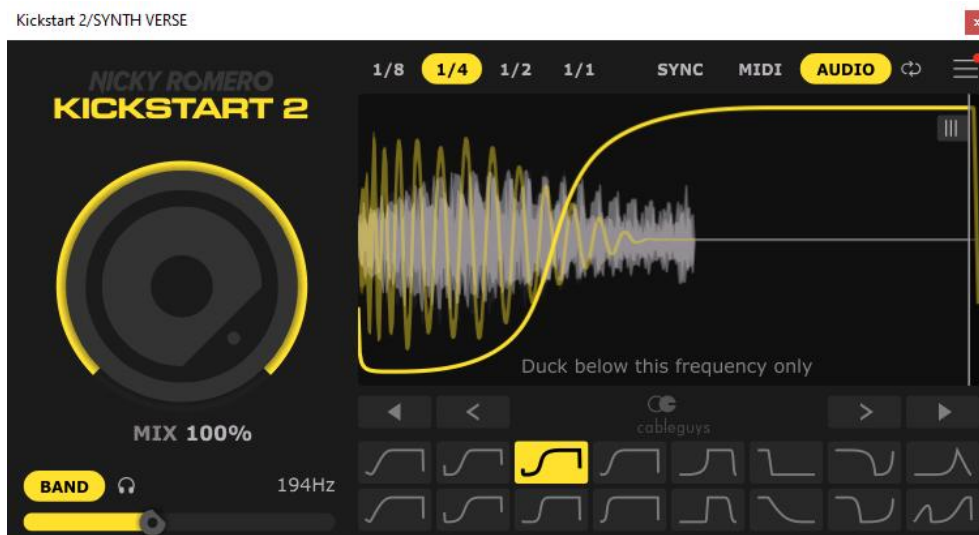 Kickstart 2/SYNTH VERSE
NICKY ROMERO
KICKSTART 2
1/8 1/4 1/2 1/1 SYNC MIDI AUDIO
Duck below this frequency only
cableguys
MIX 100%
BAND 194Hz